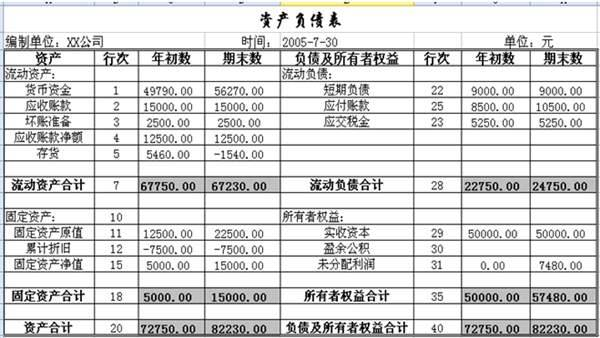 资产负债表
编制单位：XX公司 时间： 2005-7-30 单位：元
资产 行次 年初数 期末数 负债及所有者权益 行次 年初数 期末数
流动资产： 流动负债：
货币资金 1 49790.00 56270.00 短期负债 22 9000.00 9000.00
应收账款 2 15000.00 15000.00 应付账款 25 8500.00 10500.00
坏账准备 3 2500.00 2500.00 应交税金 23 5250.00 5250.00
应收账款净额 4 12500.00 12500.00
存货 5 5460.00 -1540.00
流动资产合计 7 67750.00 67230.00 流动负债合计 28 22750.00 24750.00
固定资产： 10 所有者权益：
固定资产原值 11 12500.00 22500.00 实收资本 29 50000.00 50000.00
累计折旧 12 -7500.00 -7500.00 盈余公积 30
固定资产净值 15 5000.00 15000.00 未分配利润 31 0.00 7480.00
固定资产合计 18 5000.00 15000.00 所有者权益合计 35 50000.00 57480.00
资产合计 20 72750.00 82230.00 负债及所有者权益合计 40 72750.00 82230.00